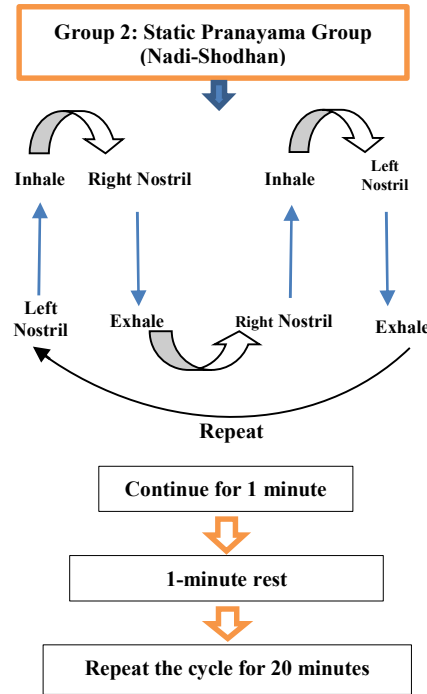 Group 2: Static Pranayama Group
(Nadi-Shodhan)
Inhale Right Nostril Inhale Left
Nostril
Left
Nostril Exhale Right Nostril Exhale
Repeat
Continue for 1 minute
1-minute rest
Repeat the cycle for 20 minutes